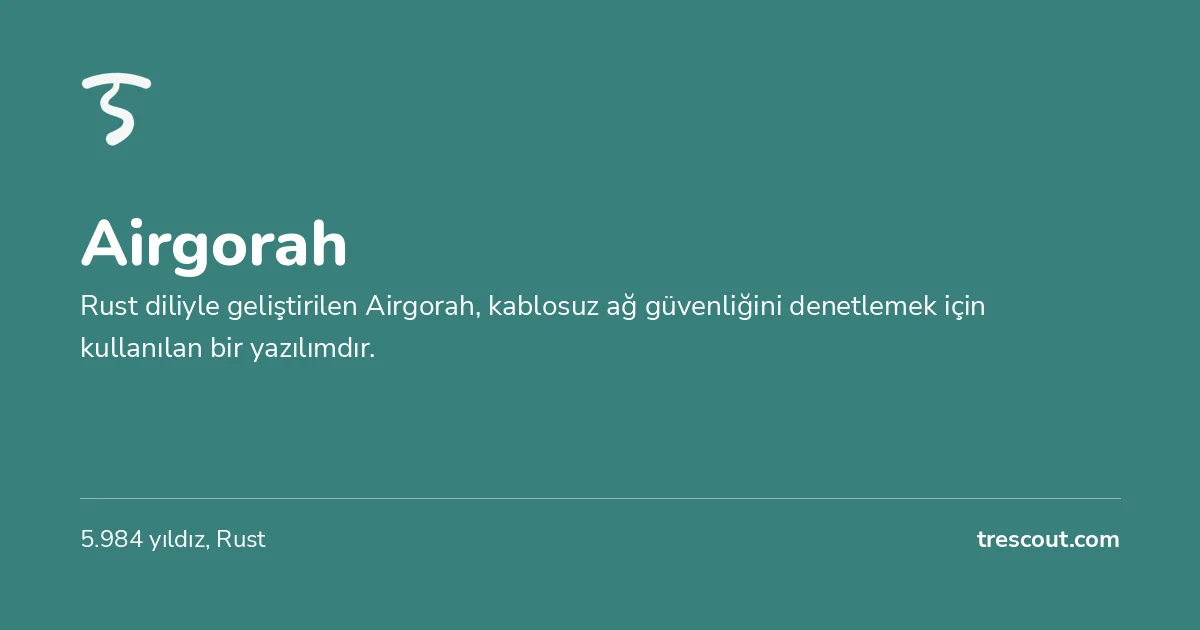 Airgorah
Rust diliyle geliştirilen Airgorah, kablosuz ağ güvenliğini denetlemek için
kullanılan bir yazılımdır.
5.984 yıldız, Rust
trescout.com